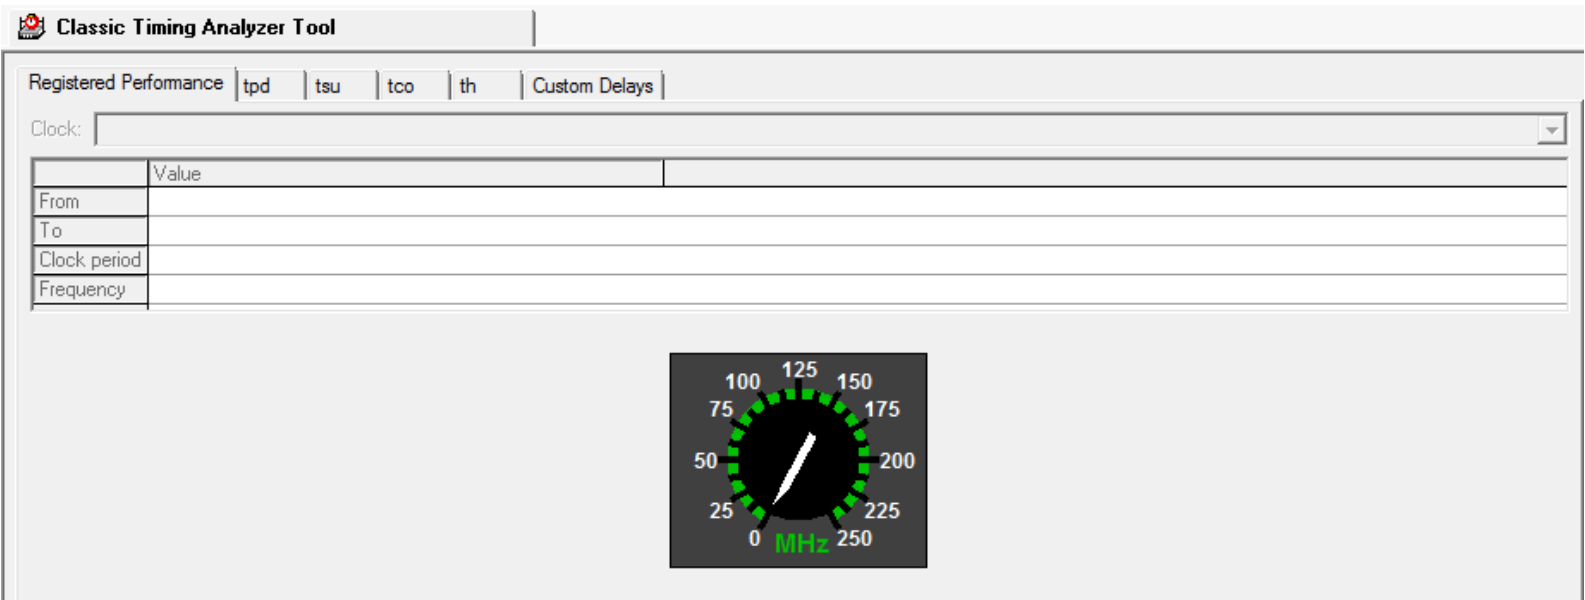 Classic Timing Analyzer Tool
Registered Performance tpd tsu tco th Custom Delays
Clock:
Value
From
To
Clock period
Frequency
125
100 150
75 175
50 200
25 225
0 MHz 250